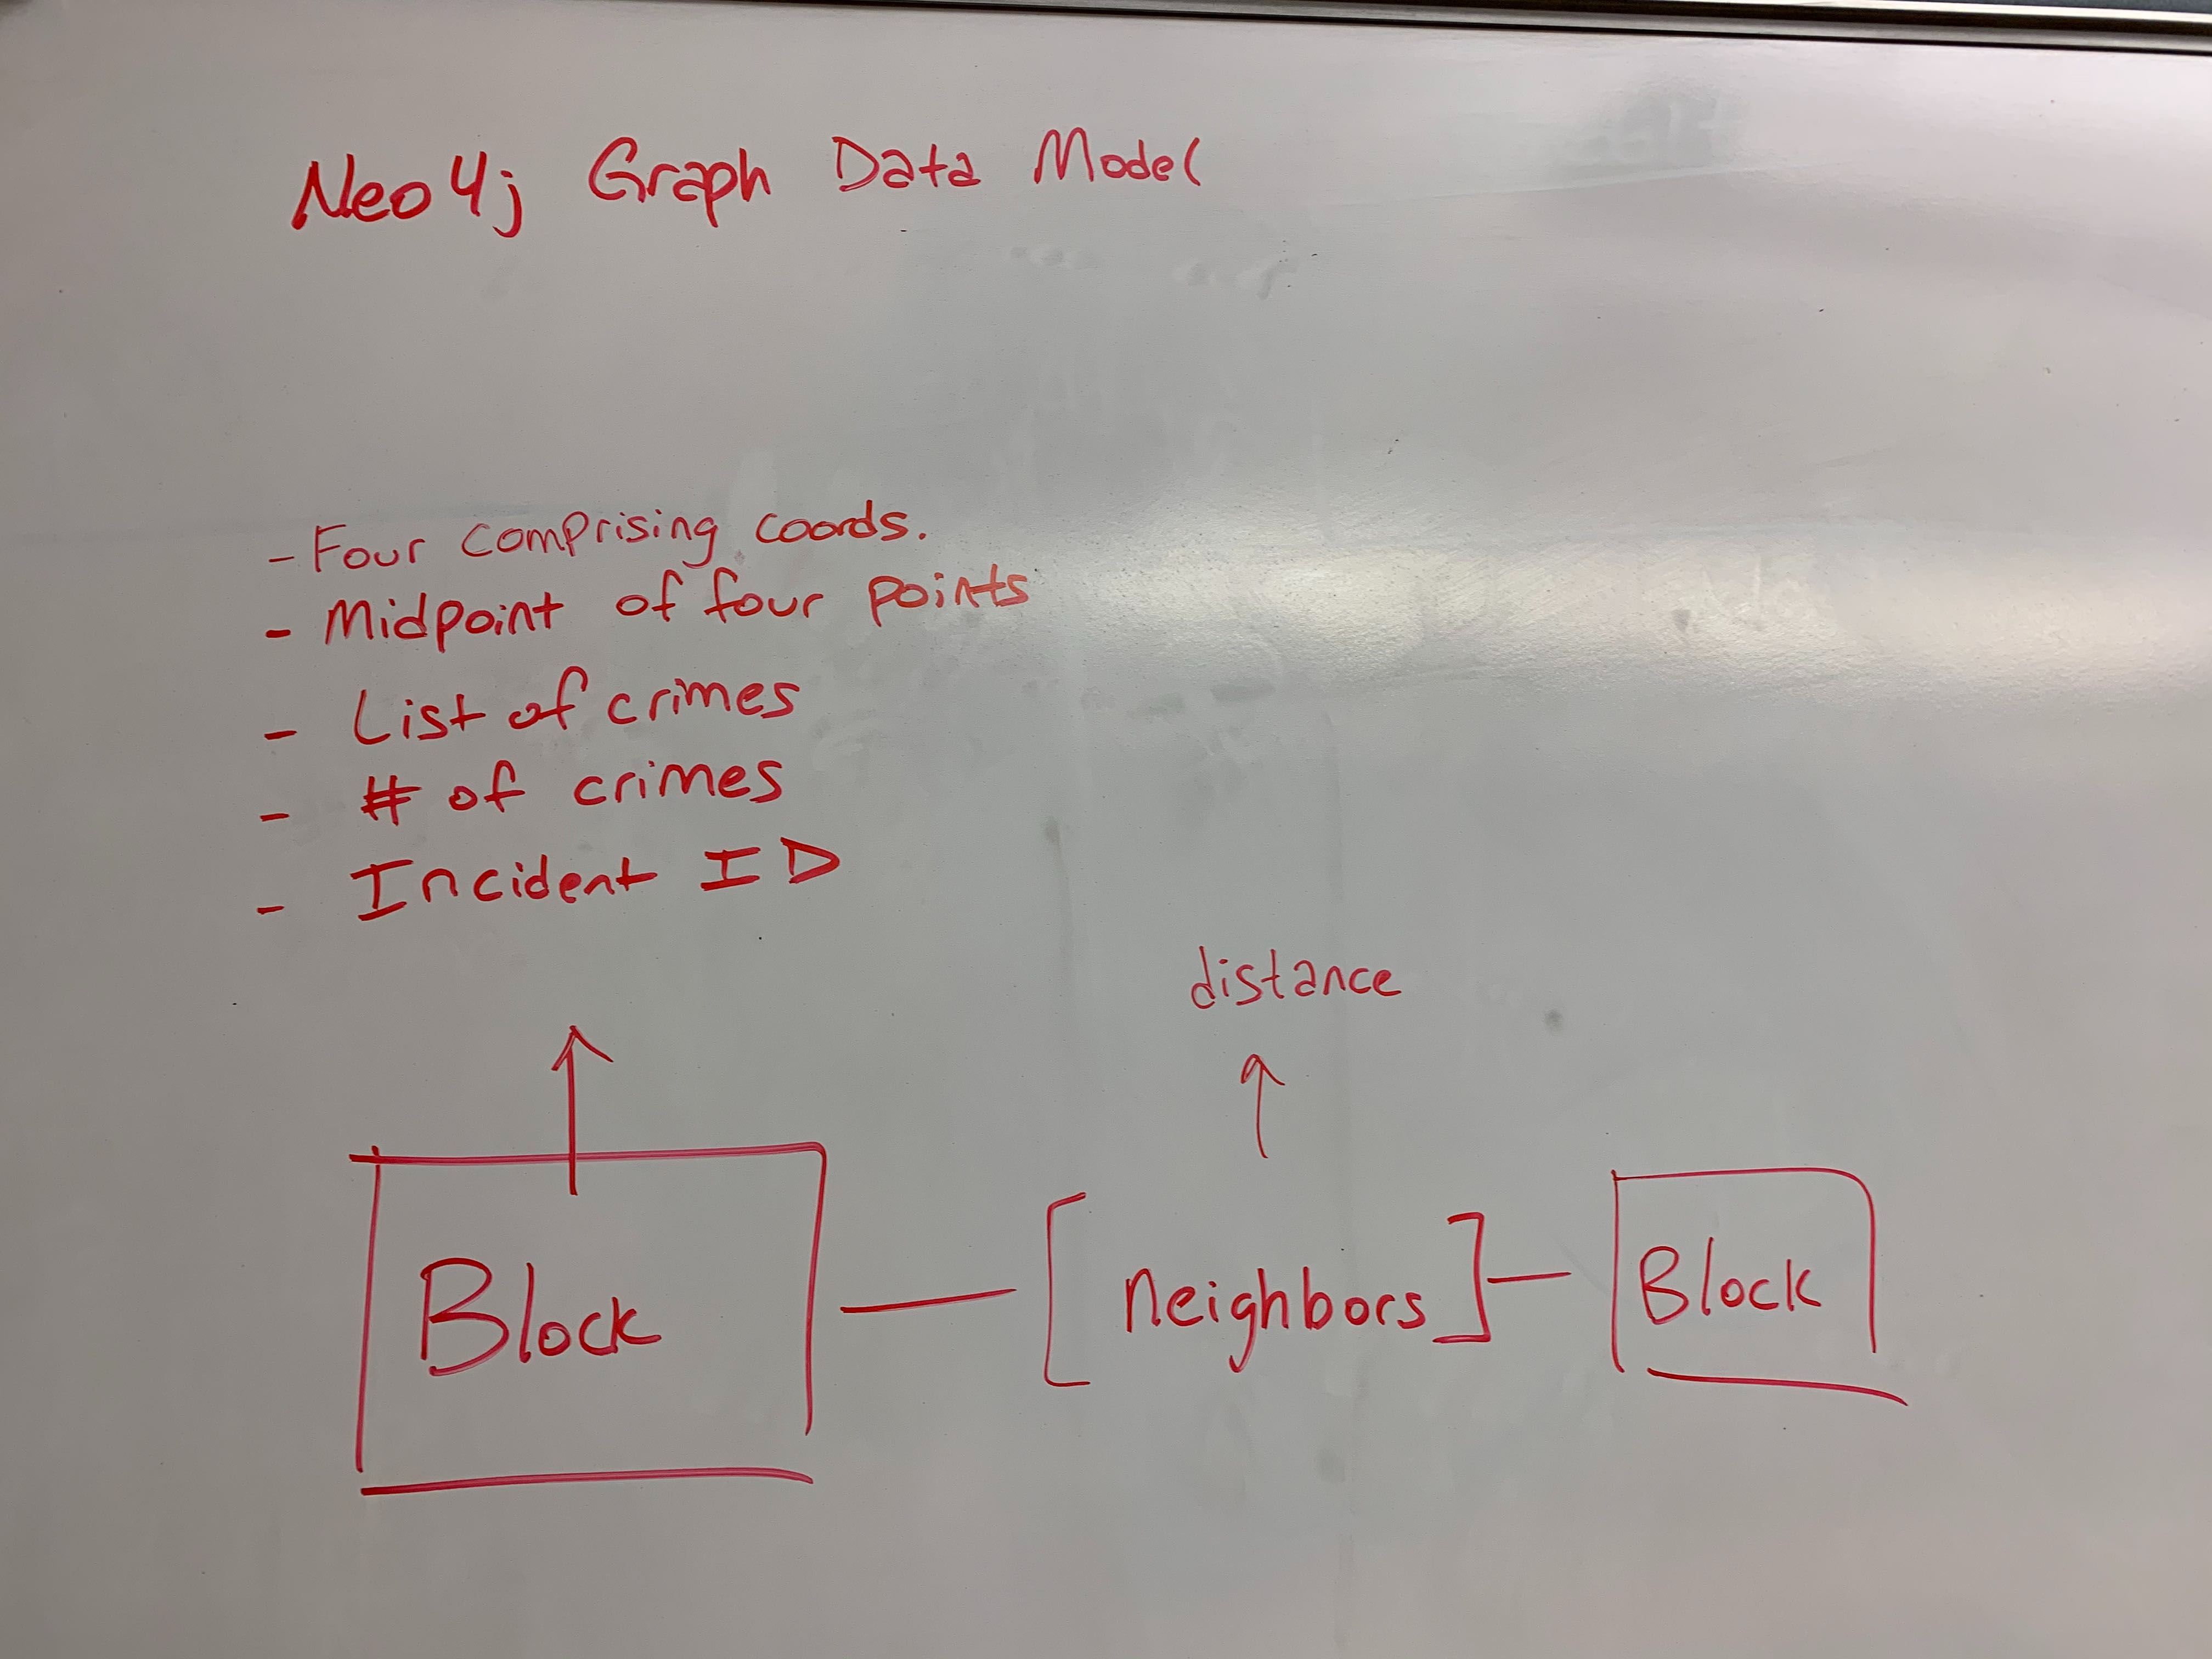 Neo4j Graph Data Model
- Four comprising coords.
- Midpoint of four points
- List of crimes
- # of crimes
- Incident ID
distance
Block — [neighbors] — Block